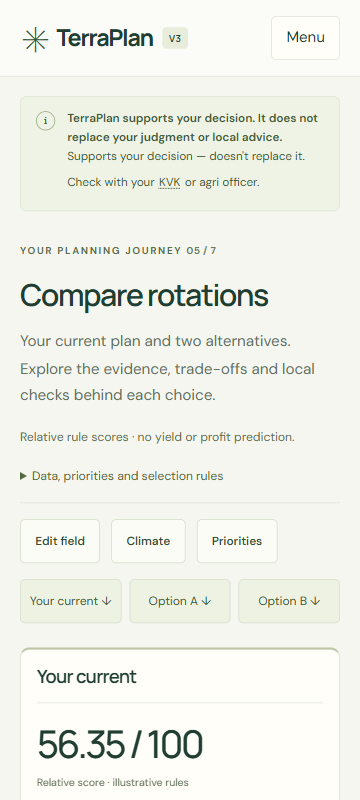 TerraPlan V3
Menu
i
TerraPlan supports your decision. It does not
replace your judgment or local advice.
Supports your decision — doesn't replace it.
Check with your KVK or agri officer.
YOUR PLANNING JOURNEY 05 / 7
Compare rotations
Your current plan and two alternatives.
Explore the evidence, trade-offs and local
checks behind each choice.
Relative rule scores · no yield or profit prediction.
▶ Data, priorities and selection rules
Edit field Climate Priorities
Your current ↓ Option A ↓ Option B ↓
Your current
56.35 / 100
Relative score · illustrative rules